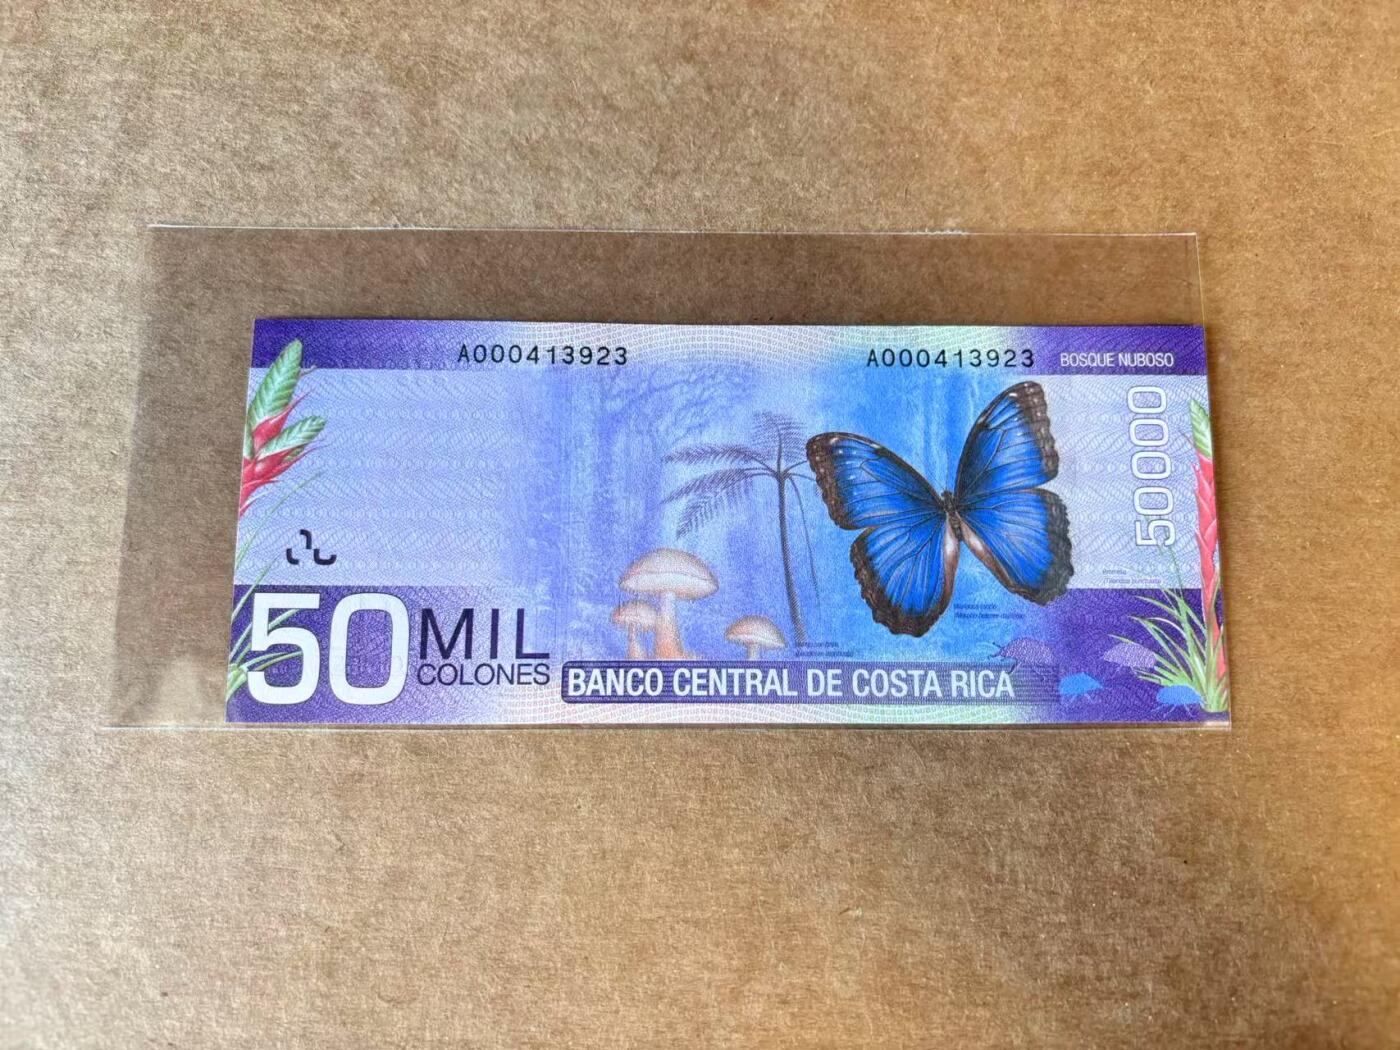 A000413923
A000413923
BOSQUE NUBOSO
50000
50 MIL
COLONES
BANCO CENTRAL DE COSTA RICA